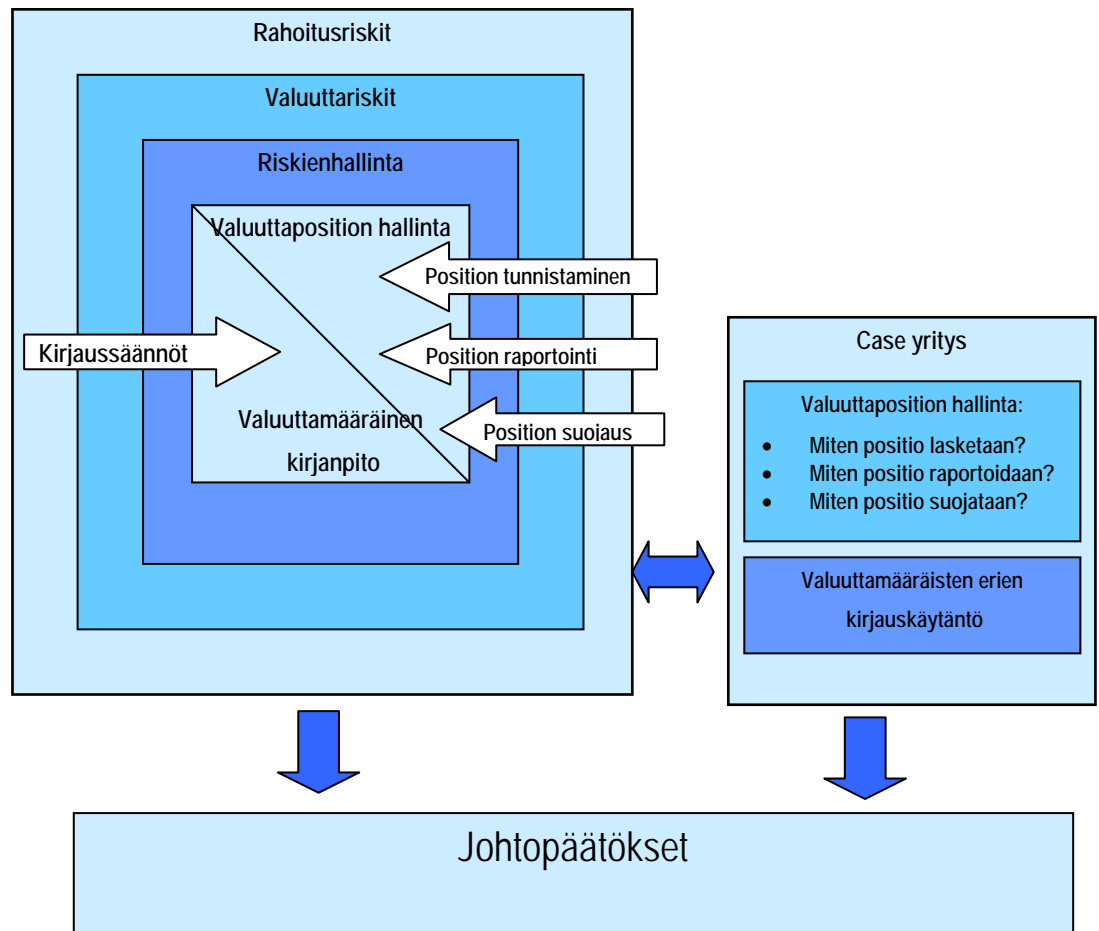 Rahoitusriskit
Valuuttariskit
Riskienhallinta
Valuuttaposition hallinta
Position tunnistaminen
Kirjaussäännöt
Position raportointi
Valuuttamääräinen
kirjanpito
Position suojaus
Case yritys
Valuuttaposition hallinta:
• Miten positio lasketaan?
• Miten positio raportoidaan?
• Miten positio suojataan?
Valuuttamääräisten erien
kirjauskäytäntö
Johtopäätökset